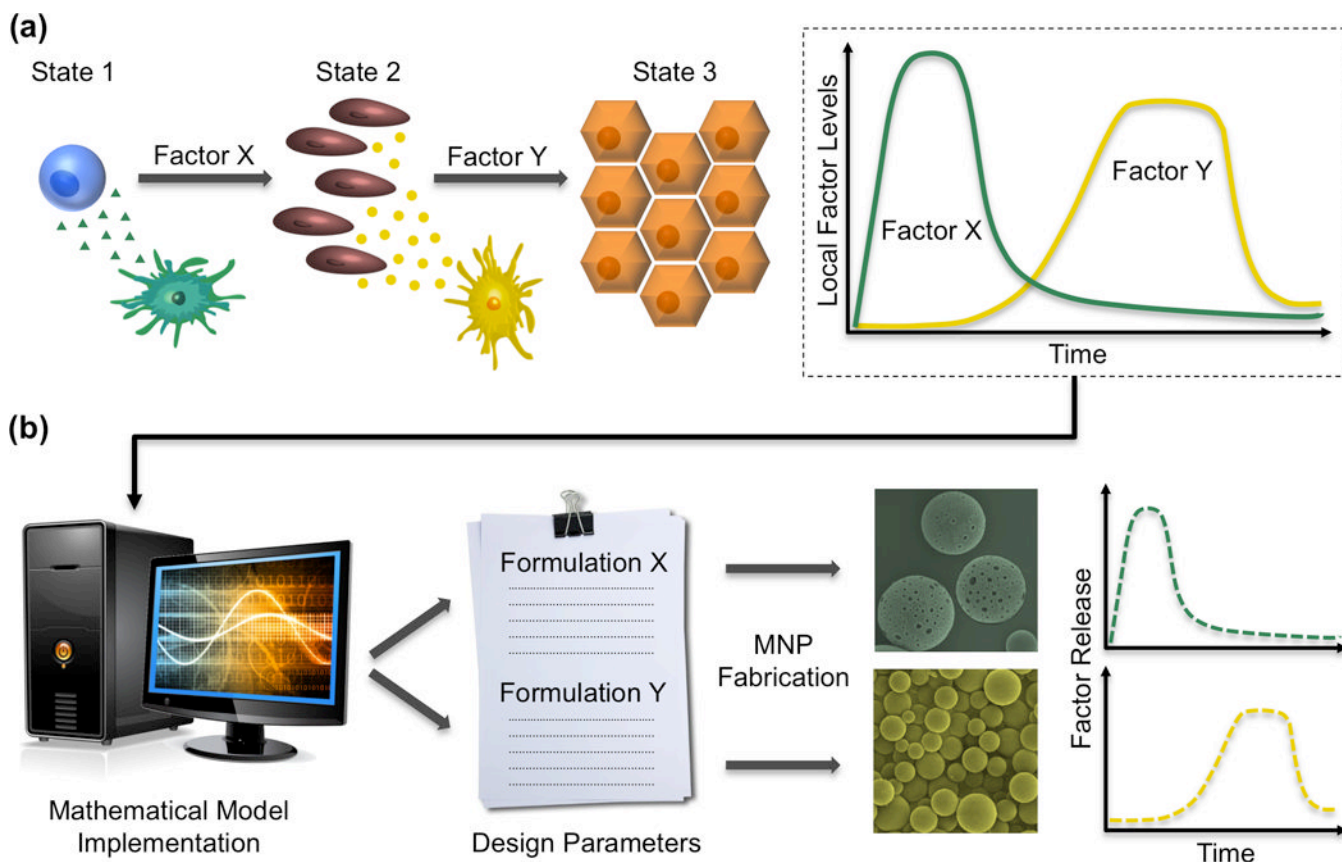 (a)
State 1
State 2
State 3
Factor X
Factor Y
Local Factor Levels
Factor X
Factor Y
Time
(b)
Formulation X
Formulation Y
MNP
Fabrication
Factor Release
Time
Mathematical Model
Implementation
Design Parameters